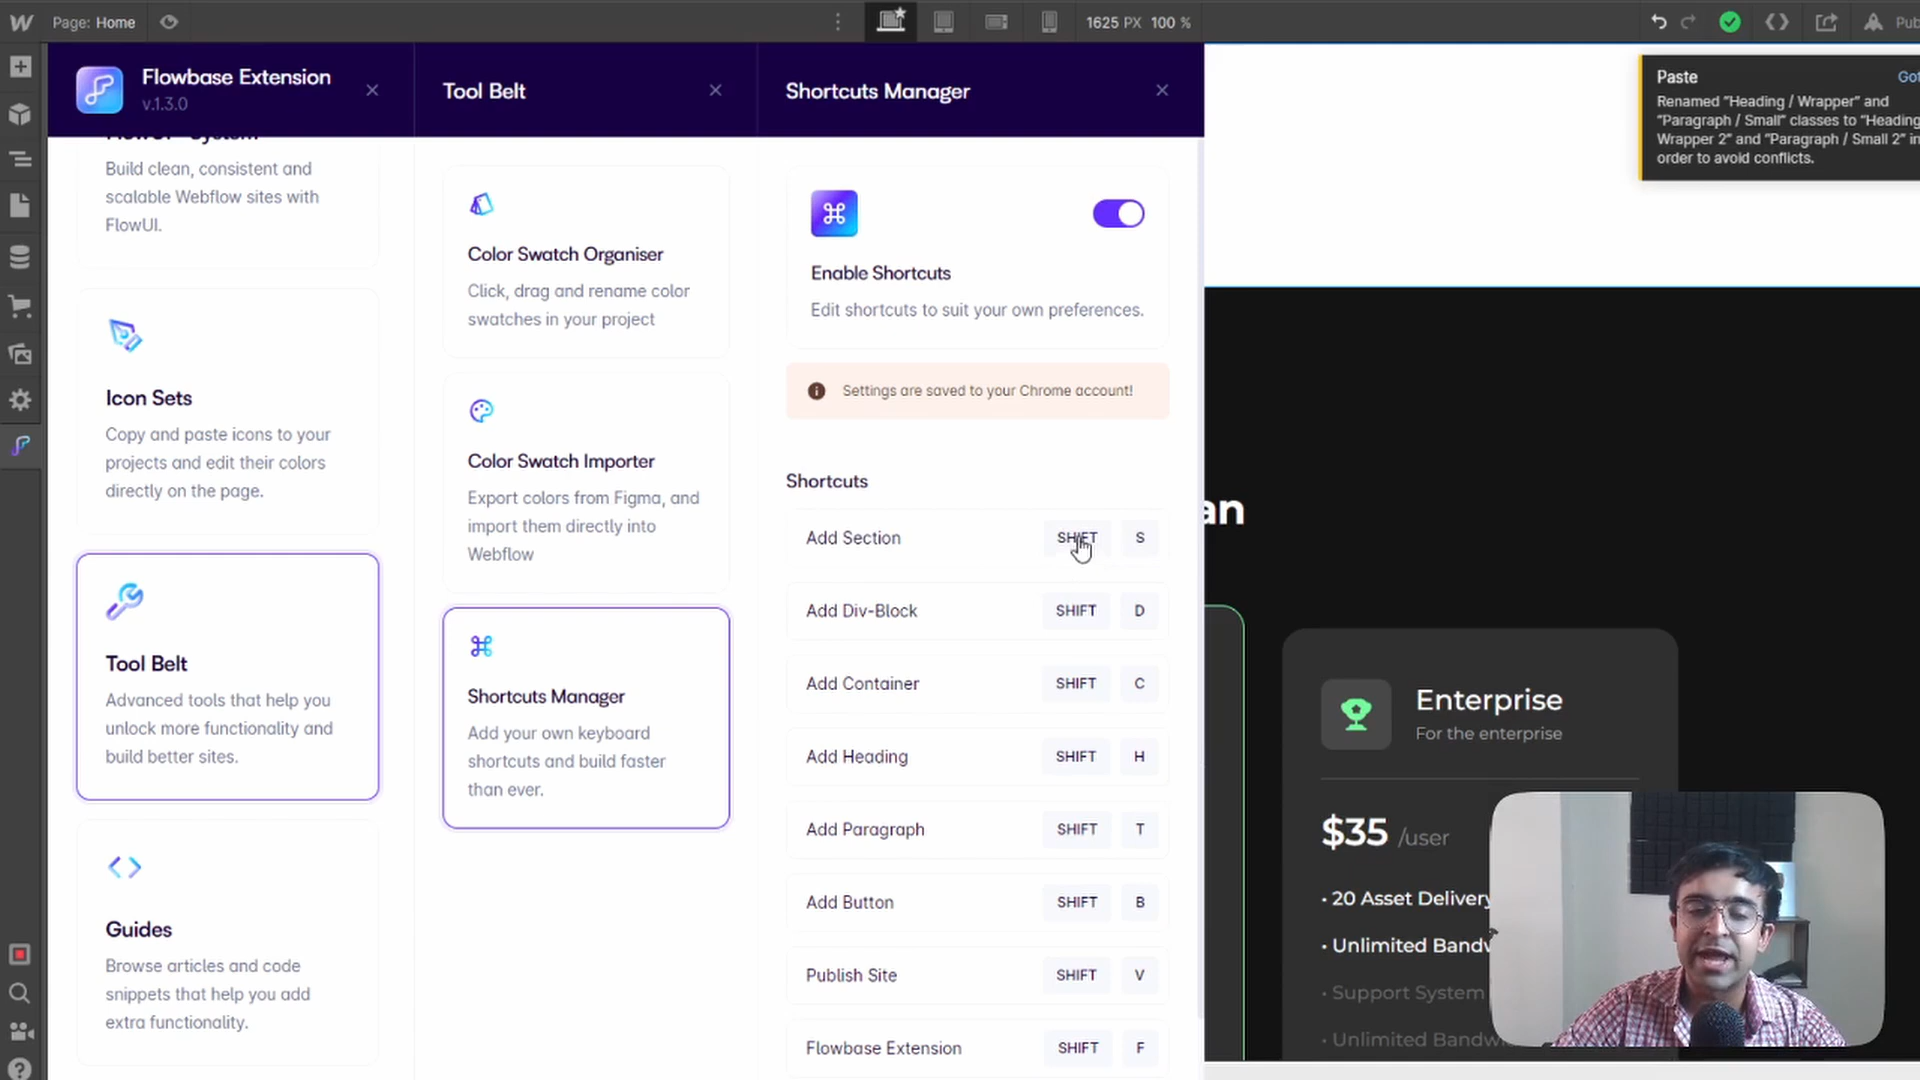 Page: Home
1625 PX 100 %
Flowbase Extension
v.1.3.0
Build clean, consistent and
scalable Webflow sites with
FlowUI.
Icon Sets
Copy and paste icons to your
projects and edit their colors
directly on the page.
Tool Belt
Advanced tools that help you
unlock more functionality and
build better sites.
Guides
Browse articles and code
snippets that help you add
extra functionality.
Tool Belt
Color Swatch Organiser
Click, drag and rename color
swatches in your project
Color Swatch Importer
Export colors from Figma, and
import them directly into
Webflow
Shortcuts Manager
Add your own keyboard
shortcuts and build faster
than ever.
Shortcuts Manager
Enable Shortcuts
Edit shortcuts to suit your own preferences.
Settings are saved to your Chrome account!
Shortcuts
Add Section SHIFT S
Add Div-Block SHIFT D
Add Container SHIFT C
Add Heading SHIFT H
Add Paragraph SHIFT T
Add Button SHIFT B
Publish Site SHIFT V
Flowbase Extension SHIFT F
Paste
Renamed "Heading / Wrapper" and
"Paragraph / Small" classes to "Heading
Wrapper 2" and "Paragraph / Small 2" in
order to avoid conflicts.
an
Enterprise
For the enterprise
$35 /user
• 20 Asset Delivery
• Unlimited
• Support System
• Unlimited